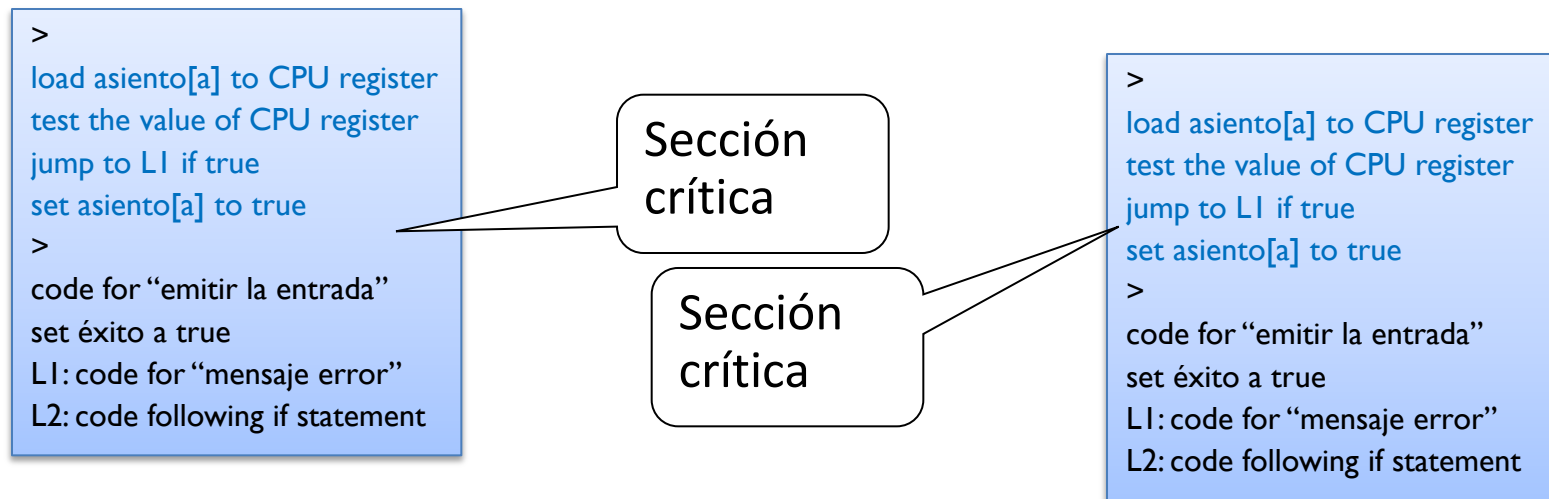 >
load asiento[a] to CPU register
test the value of CPU register
jump to L1 if true
set asiento[a] to true
>
code for “emitir la entrada”
set éxito a true
L1: code for “mensaje error”
L2: code following if statement
Sección
crítica
Sección
crítica
>
load asiento[a] to CPU register
test the value of CPU register
jump to L1 if true
set asiento[a] to true
>
code for “emitir la entrada”
set éxito a true
L1: code for “mensaje error”
L2: code following if statement